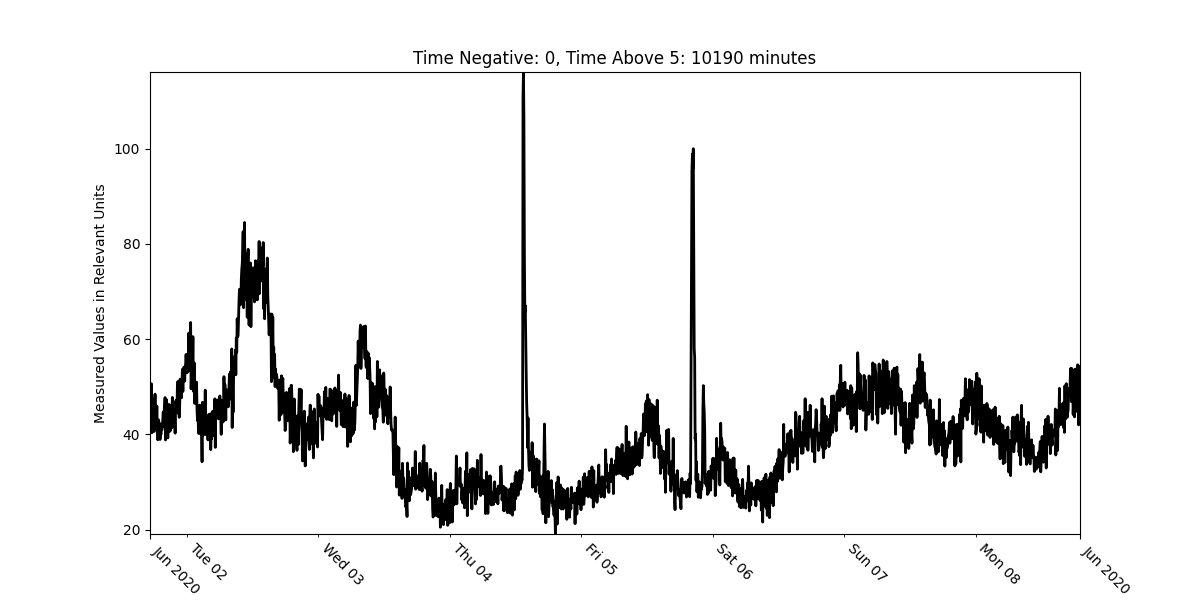 Time Negative: 0, Time Above 5: 10190 minutes
Measured Values in Relevant Units
100
80
60
40
20
Jun 2020
Tue 02
Wed 03
Thu 04
Fri 05
Sat 06
Sun 07
Mon 08
Jun 2020